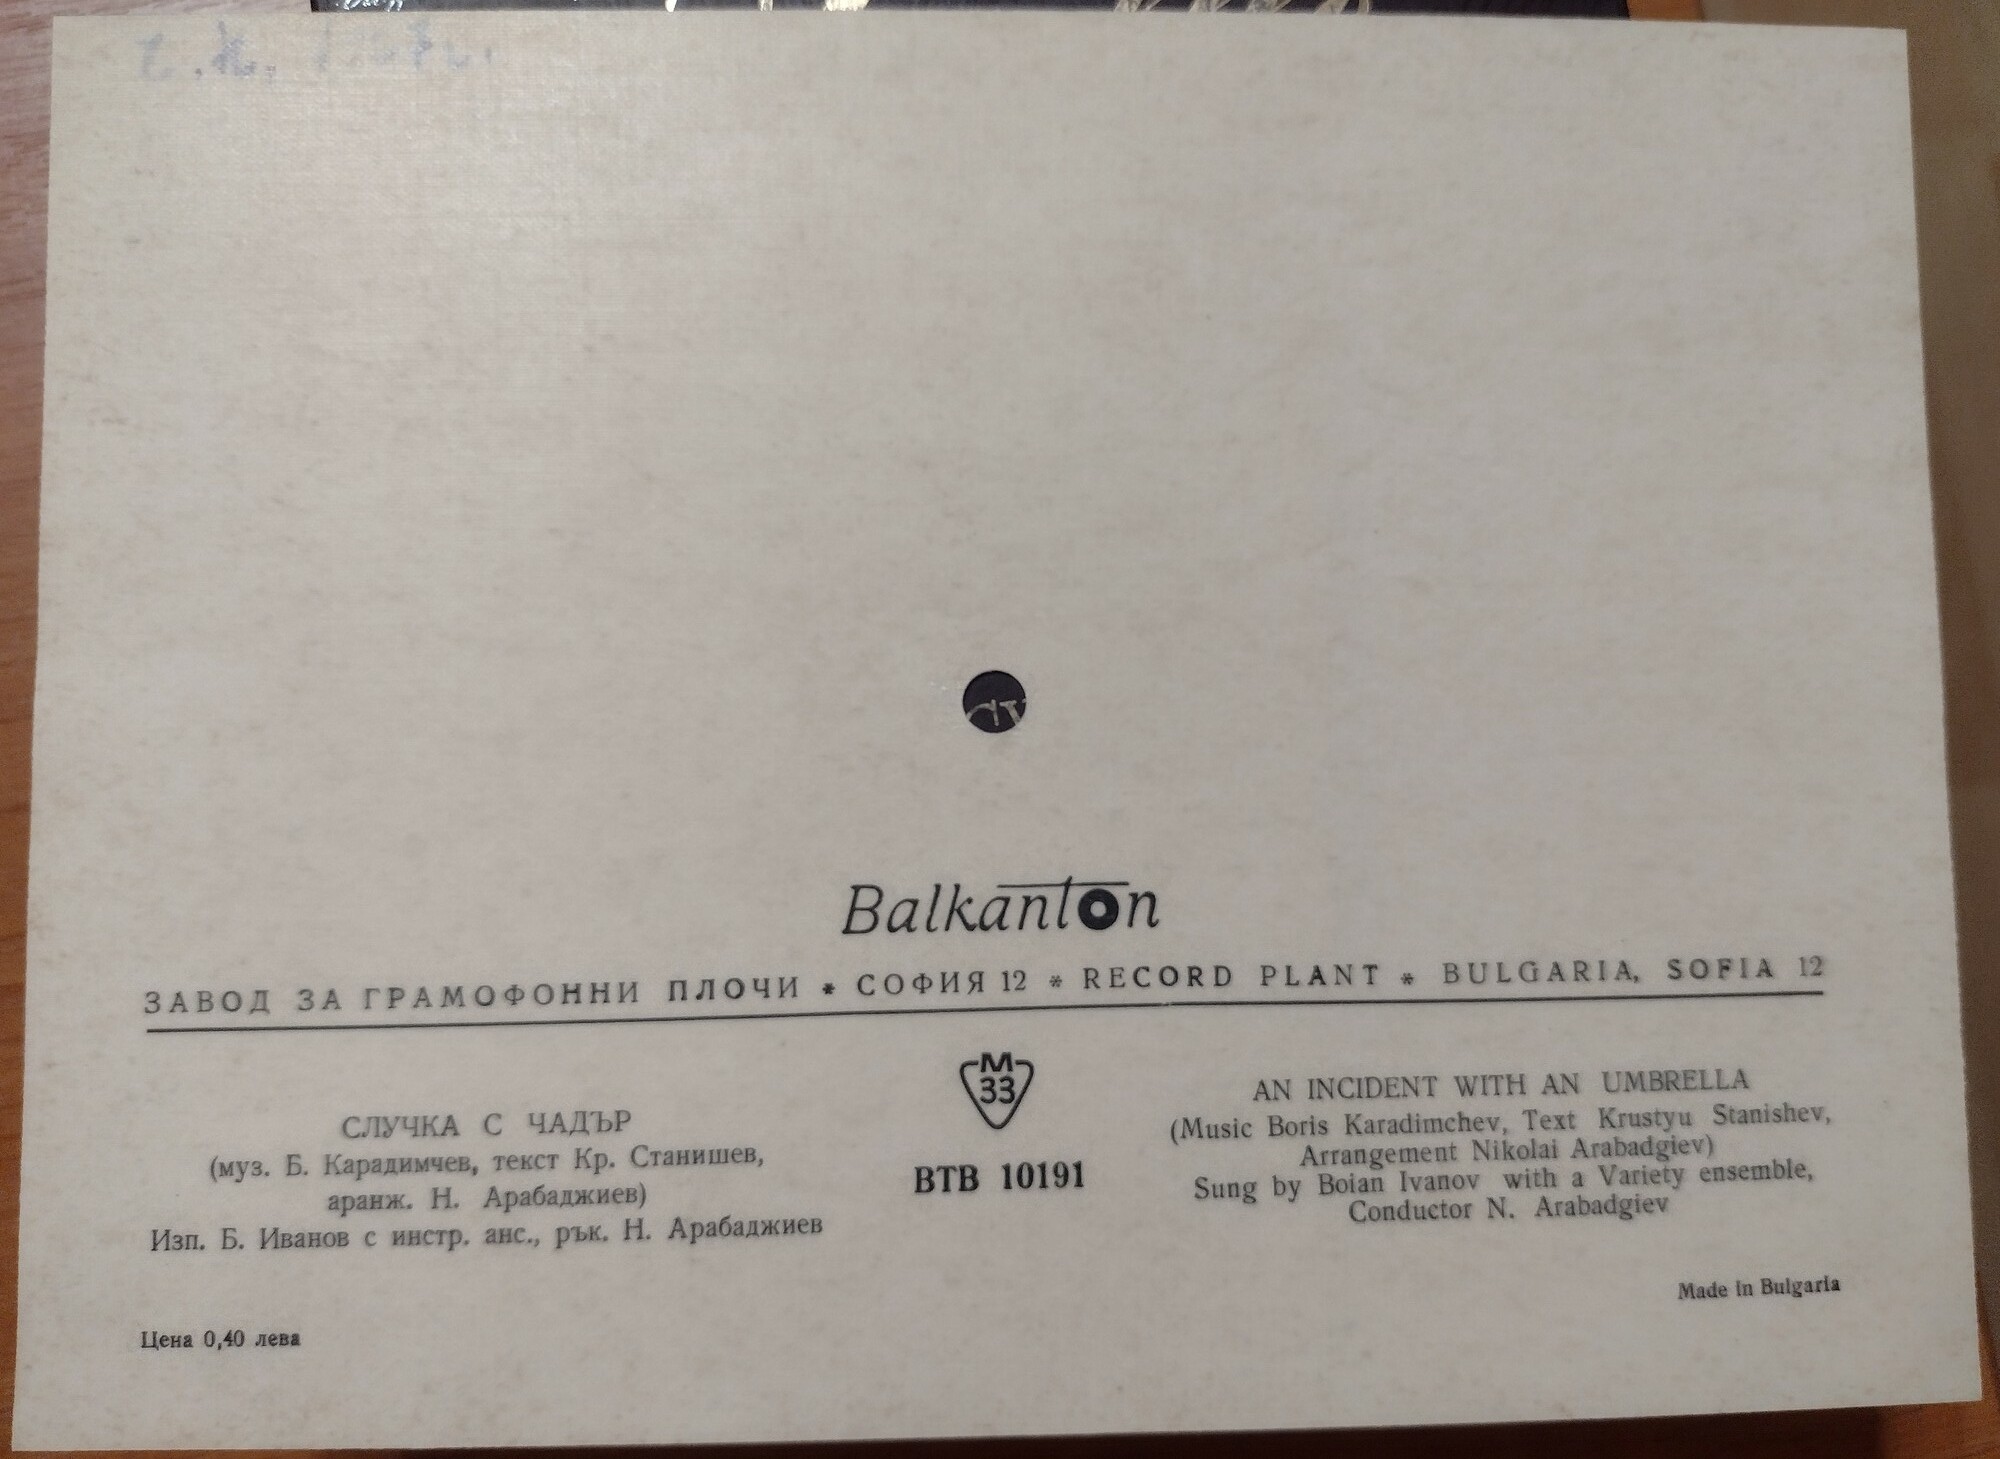 Balkanton
ЗАВОД ЗА ГРАМОФОННИ ПЛОЧИ * СОФИЯ 12 * RECORD PLANT * BULGARIA, SOFIA 12
СЛУЧКА С ЧАДЪР
(муз. Б. Карадимчев, текст Кр. Станишев,
аранж. Н. Арабаджиев)
Изп. Б. Иванов с инстр. анс., рък. Н. Арабаджиев
Цена 0,40 лева
М
33
ВТВ 10191
AN INCIDENT WITH AN UMBRELLA
(Music Boris Karadimchev, Text Krustyu Stanishev,
Arrangement Nikolai Arabadgiev)
Sung by Boian Ivanov with a Variety ensemble,
Conductor N. Arabadgiev
Made in Bulgaria